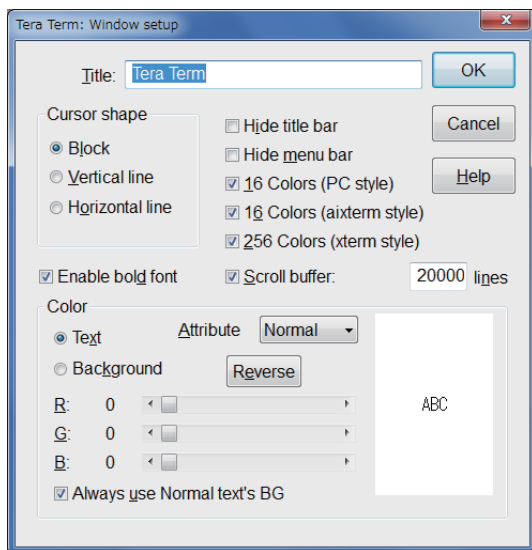 Tera Term: Window setup
Title: Tera Term
OK
Cursor shape
Block
Vertical line
Horizontal line
Hide title bar
Hide menu bar
16 Colors (PC style)
16 Colors (aixterm style)
256 Colors (xterm style)
Cancel
Help
Enable bold font
Scroll buffer: 20000 lines
Color
Text
Attribute Normal
Background
Reverse
R: 0
G: 0
B: 0
ABC
Always use Normal text's BG